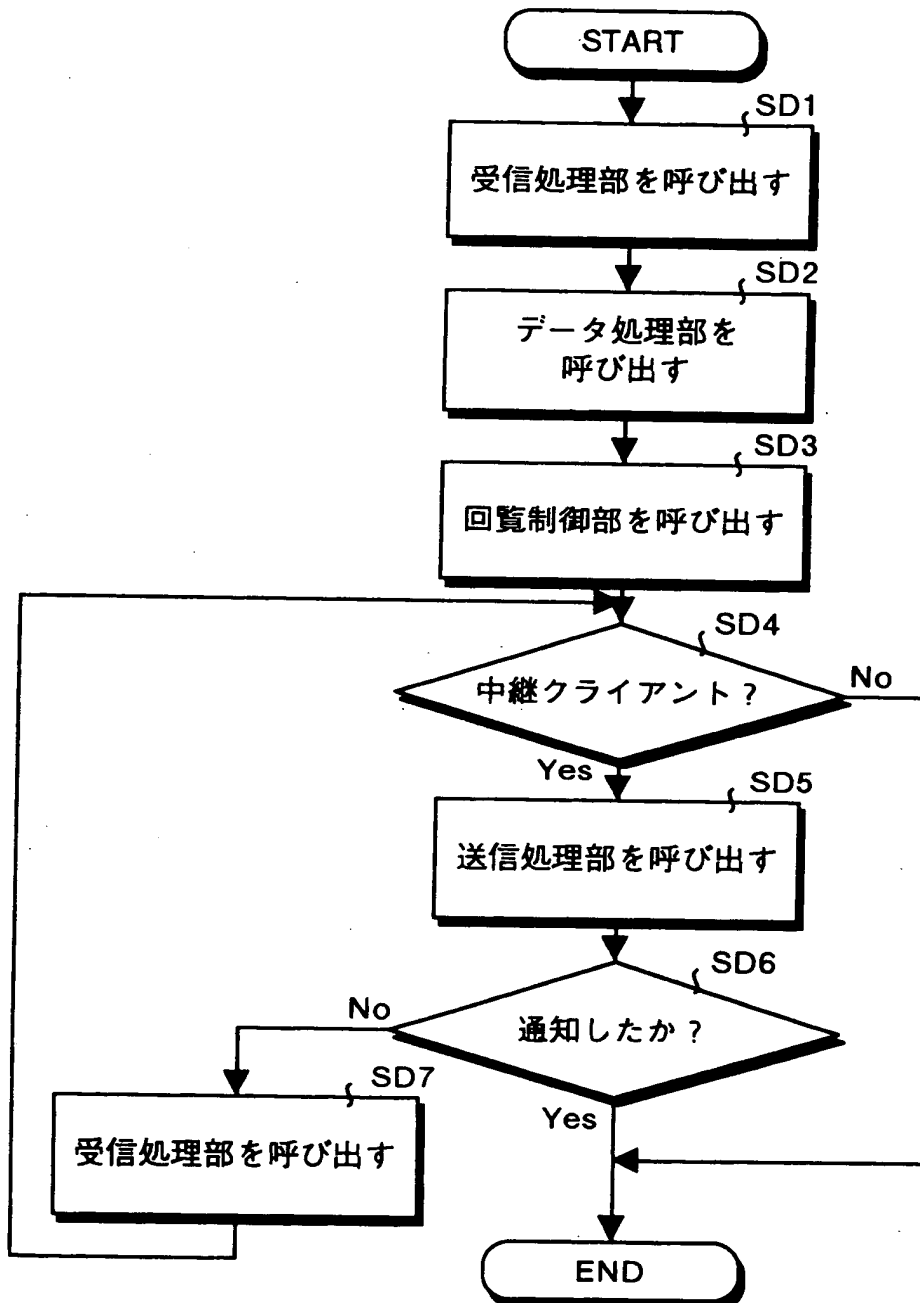 START
SD1
受信処理部を呼び出す
SD2
データ処理部を
呼び出す
SD3
回覧制御部を呼び出す
SD4
中継クライアント？
No
Yes
SD5
送信処理部を呼び出す
SD6
通知したか？
No
SD7
Yes
受信処理部を呼び出す
END